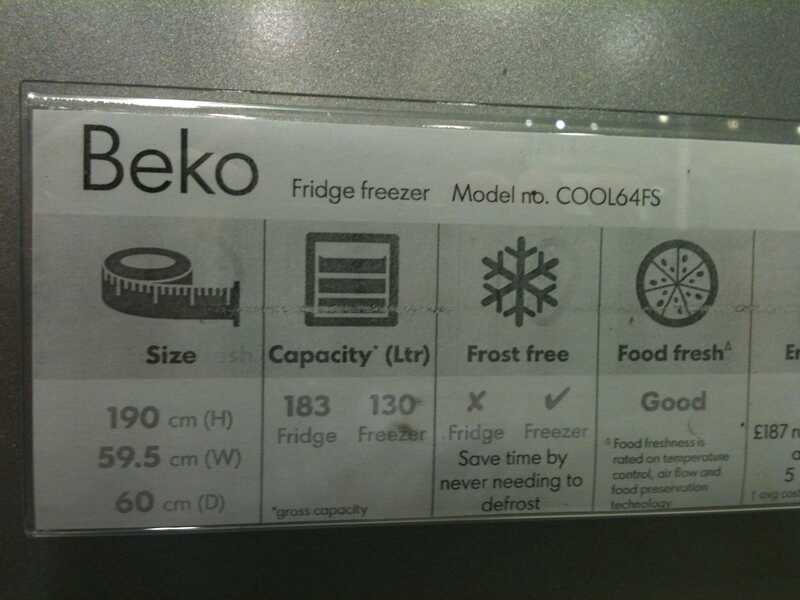 Beko Fridge freezer Model no. COOL64FS
Size
190 cm (H)
59.5 cm (W)
60 cm (D)
Capacity* (Ltr)
183 130
Fridge Freezer
*gross capacity
Frost free
✗ ✓
Fridge Freezer
Save time by
never needing to
defrost
Food fresh△
Good
△ Food freshness is
rated on temperature
control, air flow and
food preservation
technology
£187
5
† avg